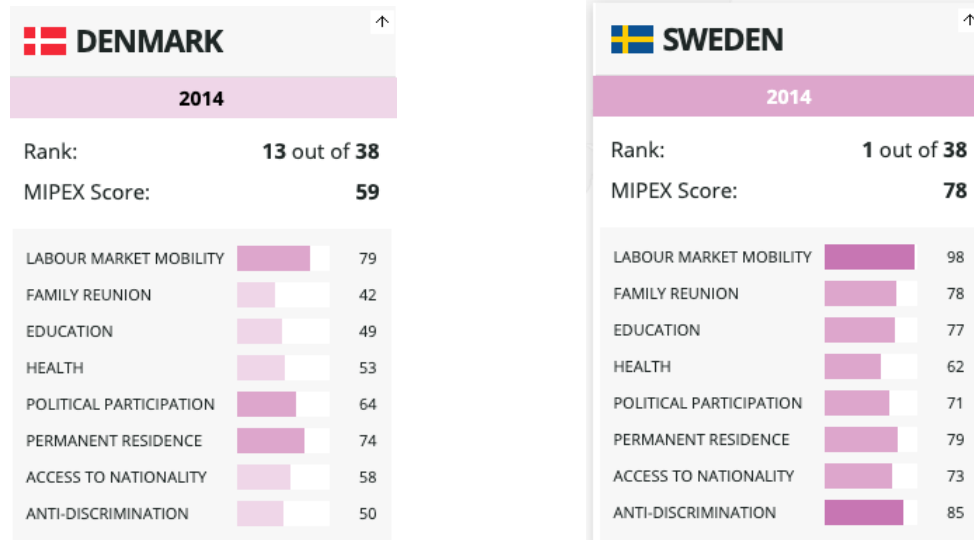 DENMARK
2014
Rank: 13 out of 38
MIPEX Score: 59
LABOUR MARKET MOBILITY 79
FAMILY REUNION 42
EDUCATION 49
HEALTH 53
POLITICAL PARTICIPATION 64
PERMANENT RESIDENCE 74
ACCESS TO NATIONALITY 58
ANTI-DISCRIMINATION 50
SWEDEN
2014
Rank: 1 out of 38
MIPEX Score: 78
LABOUR MARKET MOBILITY 98
FAMILY REUNION 78
EDUCATION 77
HEALTH 62
POLITICAL PARTICIPATION 71
PERMANENT RESIDENCE 79
ACCESS TO NATIONALITY 73
ANTI-DISCRIMINATION 85